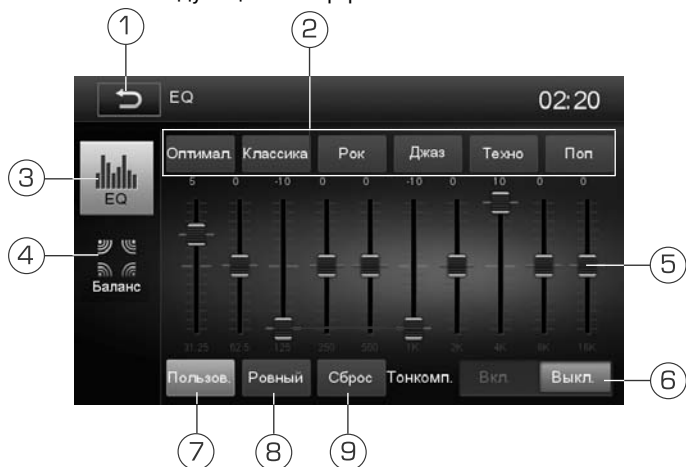 1
2
EQ
02:20
Оптимал. Классика Рок Джаз Техно Поп
5 0 -10 0 0 -10 0 10 0 0
3
EQ
4
Баланс
5
31.25 62.5 125 250 500 1K 2K 4K 8K 16K
Пользов. Ровный Сброс Тонкомп. Вкл. Выкл.
6
7
8
9